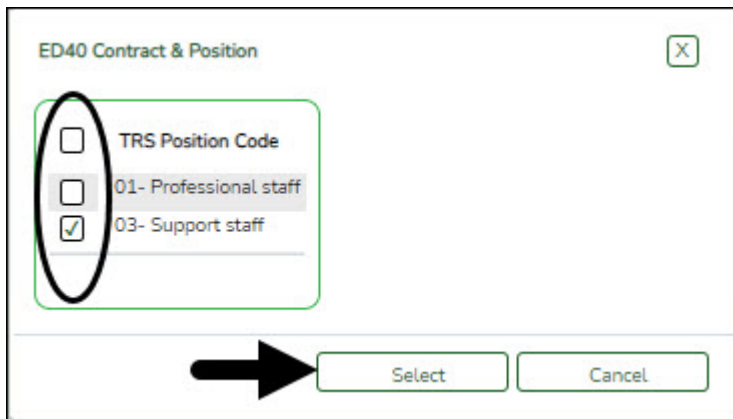 ED40 Contract & Position
X
TRS Position Code
01- Professional staff
03- Support staff
Select
Cancel